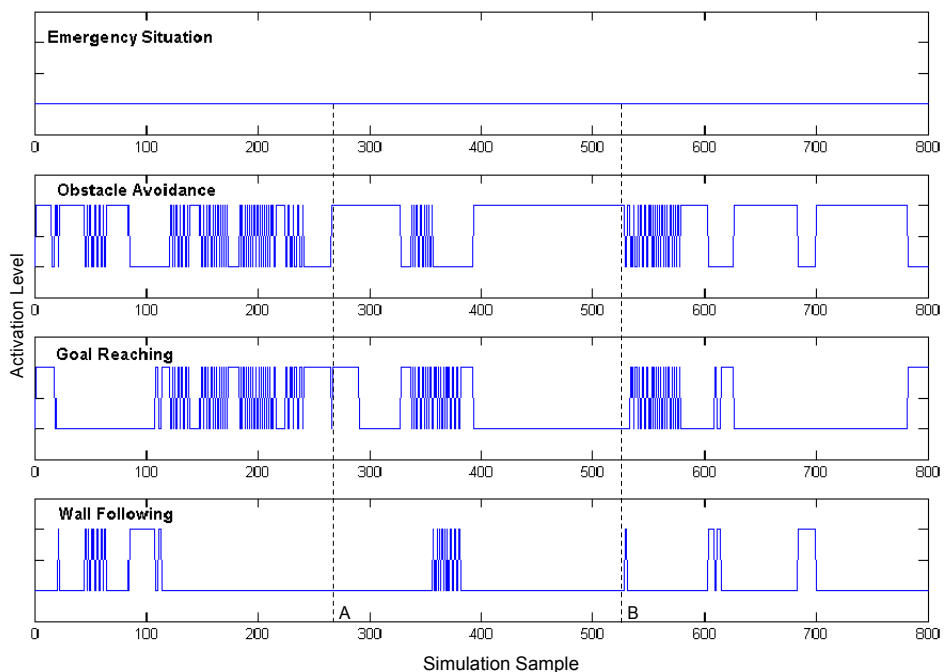 Emergency Situation
0 100 200 300 400 500 600 700 800
Obstacle Avoidance
0 100 200 300 400 500 600 700 800
Activation Level
Goal Reaching
0 100 200 300 400 500 600 700 800
Wall Following
A B
0 100 200 300 400 500 600 700 800
Simulation Sample